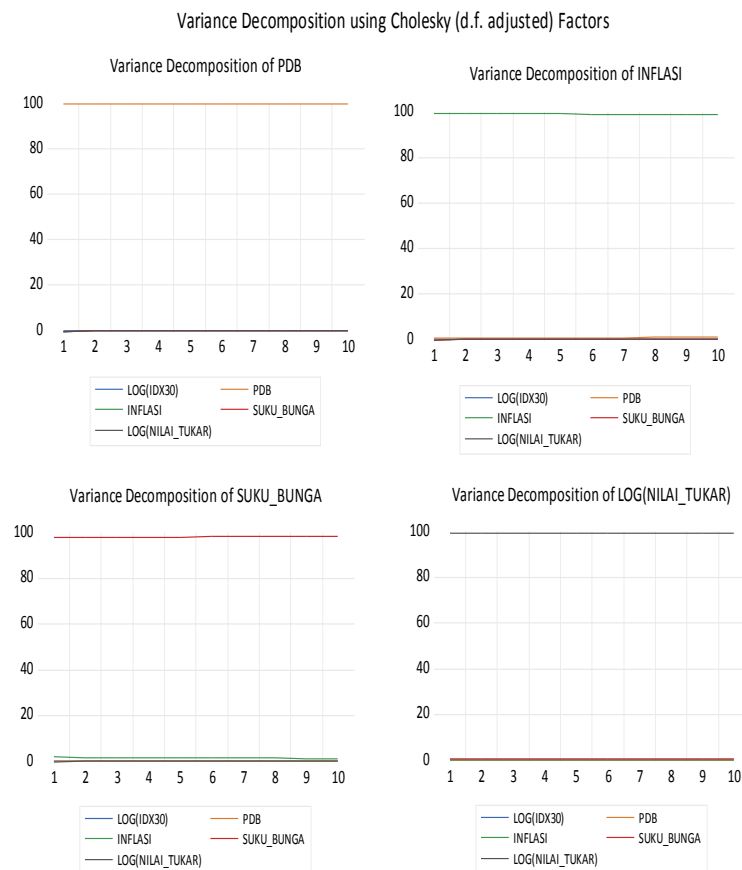 Variance Decomposition using Cholesky (d.f. adjusted) Factors
Variance Decomposition of PDB
100
80
60
40
20
0
1 2 3 4 5 6 7 8 9 10
LOG(IDX30) PDB
INFLASI SUKU_BUNGA
LOG(NILAI_TUKAR)
Variance Decomposition of INFLASI
100
80
60
40
20
0
1 2 3 4 5 6 7 8 9 10
LOG(IDX30) PDB
INFLASI SUKU_BUNGA
LOG(NILAI_TUKAR)
Variance Decomposition of SUKU_BUNGA
100
80
60
40
20
0
1 2 3 4 5 6 7 8 9 10
LOG(IDX30) PDB
INFLASI SUKU_BUNGA
LOG(NILAI_TUKAR)
Variance Decomposition of LOG(NILAI_TUKAR)
100
80
60
40
20
0
1 2 3 4 5 6 7 8 9 10
LOG(IDX30) PDB
INFLASI SUKU_BUNGA
LOG(NILAI_TUKAR)